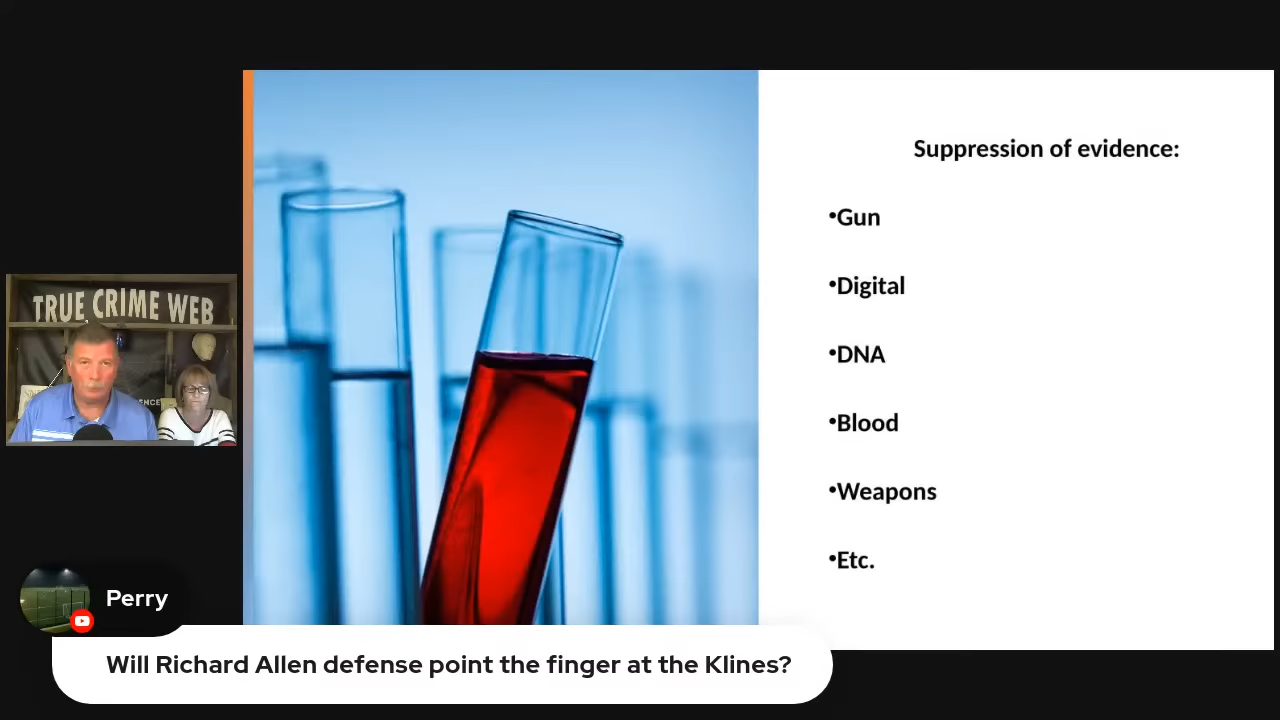 TRUE CRIME WEB
Suppression of evidence:
•Gun
•Digital
•DNA
•Blood
•Weapons
•Etc.
Perry
Will Richard Allen defense point the finger at the Klines?